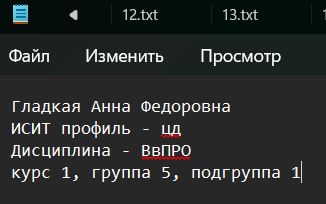 12.txt 13.txt
Файл Изменить Просмотр
Гладкая Анна Федоровна
ИСИТ профиль - цд
Дисциплина - ВвПРО
курс 1, группа 5, подгруппа 1